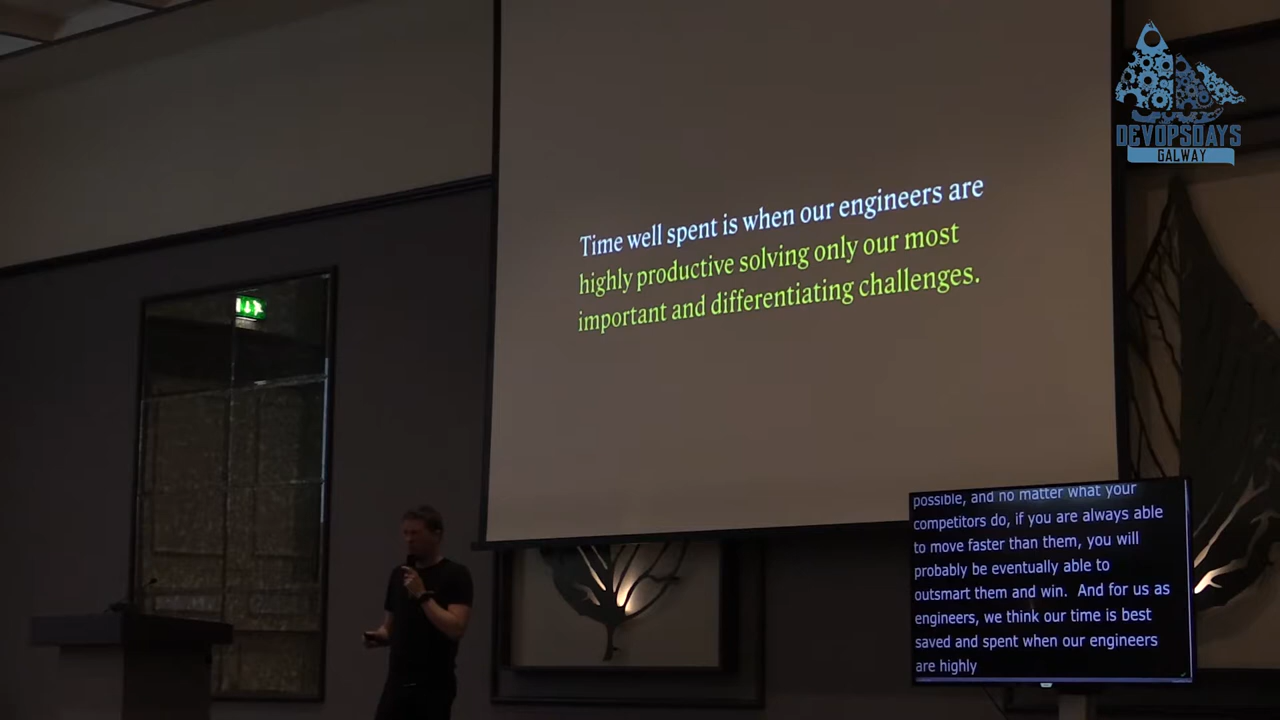 DEVOPSDAYS
GALWAY
Time well spent is when our engineers are
highly productive solving only our most
important and differentiating challenges.
possible, and no matter what your
competitors do, if you are always able
to move faster than them, you will
probably be eventually able to
outsmart them and win. And for us as
engineers, we think our time is best
saved and spent when our engineers
are highly